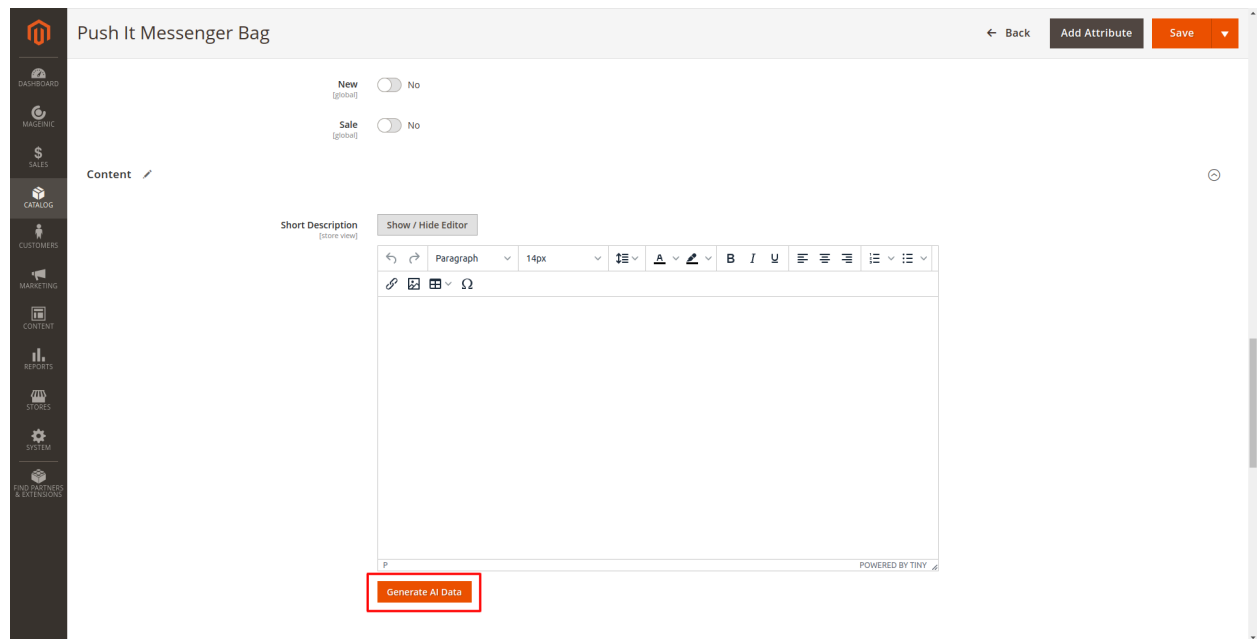 Push It Messenger Bag
← Back
Add Attribute
Save
DASHBOARD
MAGEINIC
$
SALES
CATALOG
CUSTOMERS
MARKETING
CONTENT
REPORTS
STORES
SYSTEM
FIND PARTNERS
& EXTENSIONS
New
[global]
No
Sale
[global]
No
Content
Short Description
[store view]
Show / Hide Editor
Paragraph
14px
A
B I U
Ω
P
POWERED BY TINY
Generate AI Data